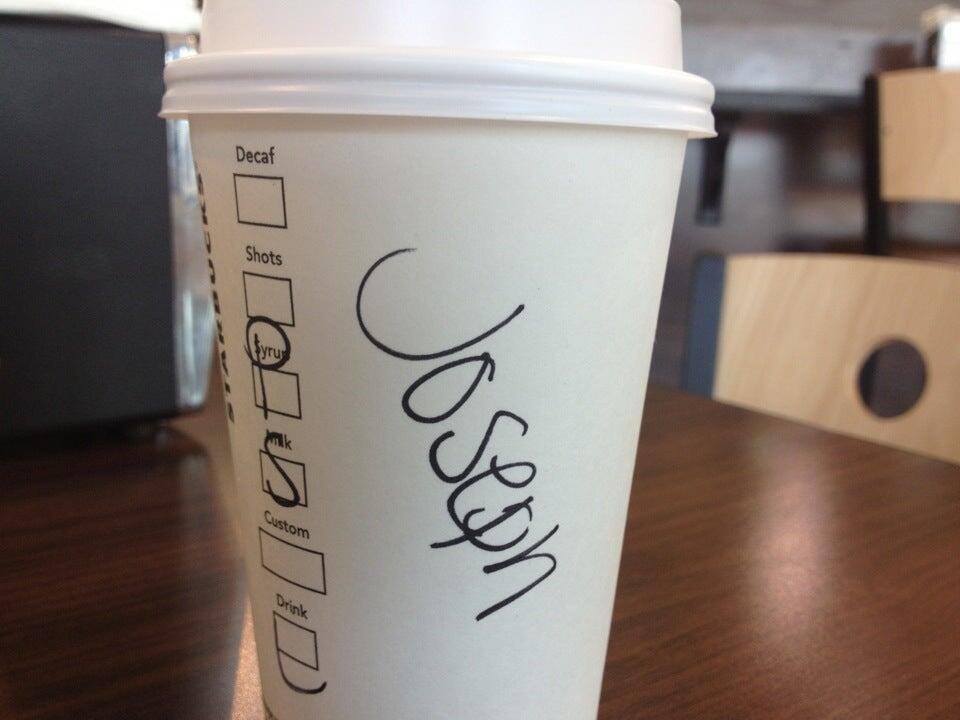 STARBUCKS
Decaf
Shots
Syrup
Milk
Custom
Drink
Joseph